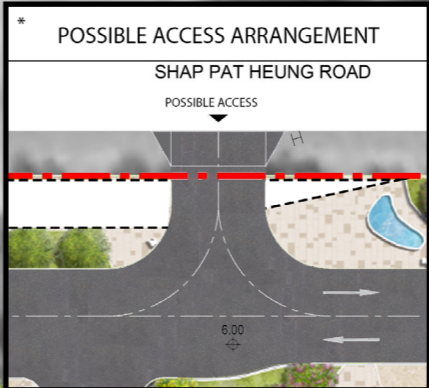 *
POSSIBLE ACCESS ARRANGEMENT
SHAP PAT HEUNG ROAD
POSSIBLE ACCESS
H
6.00